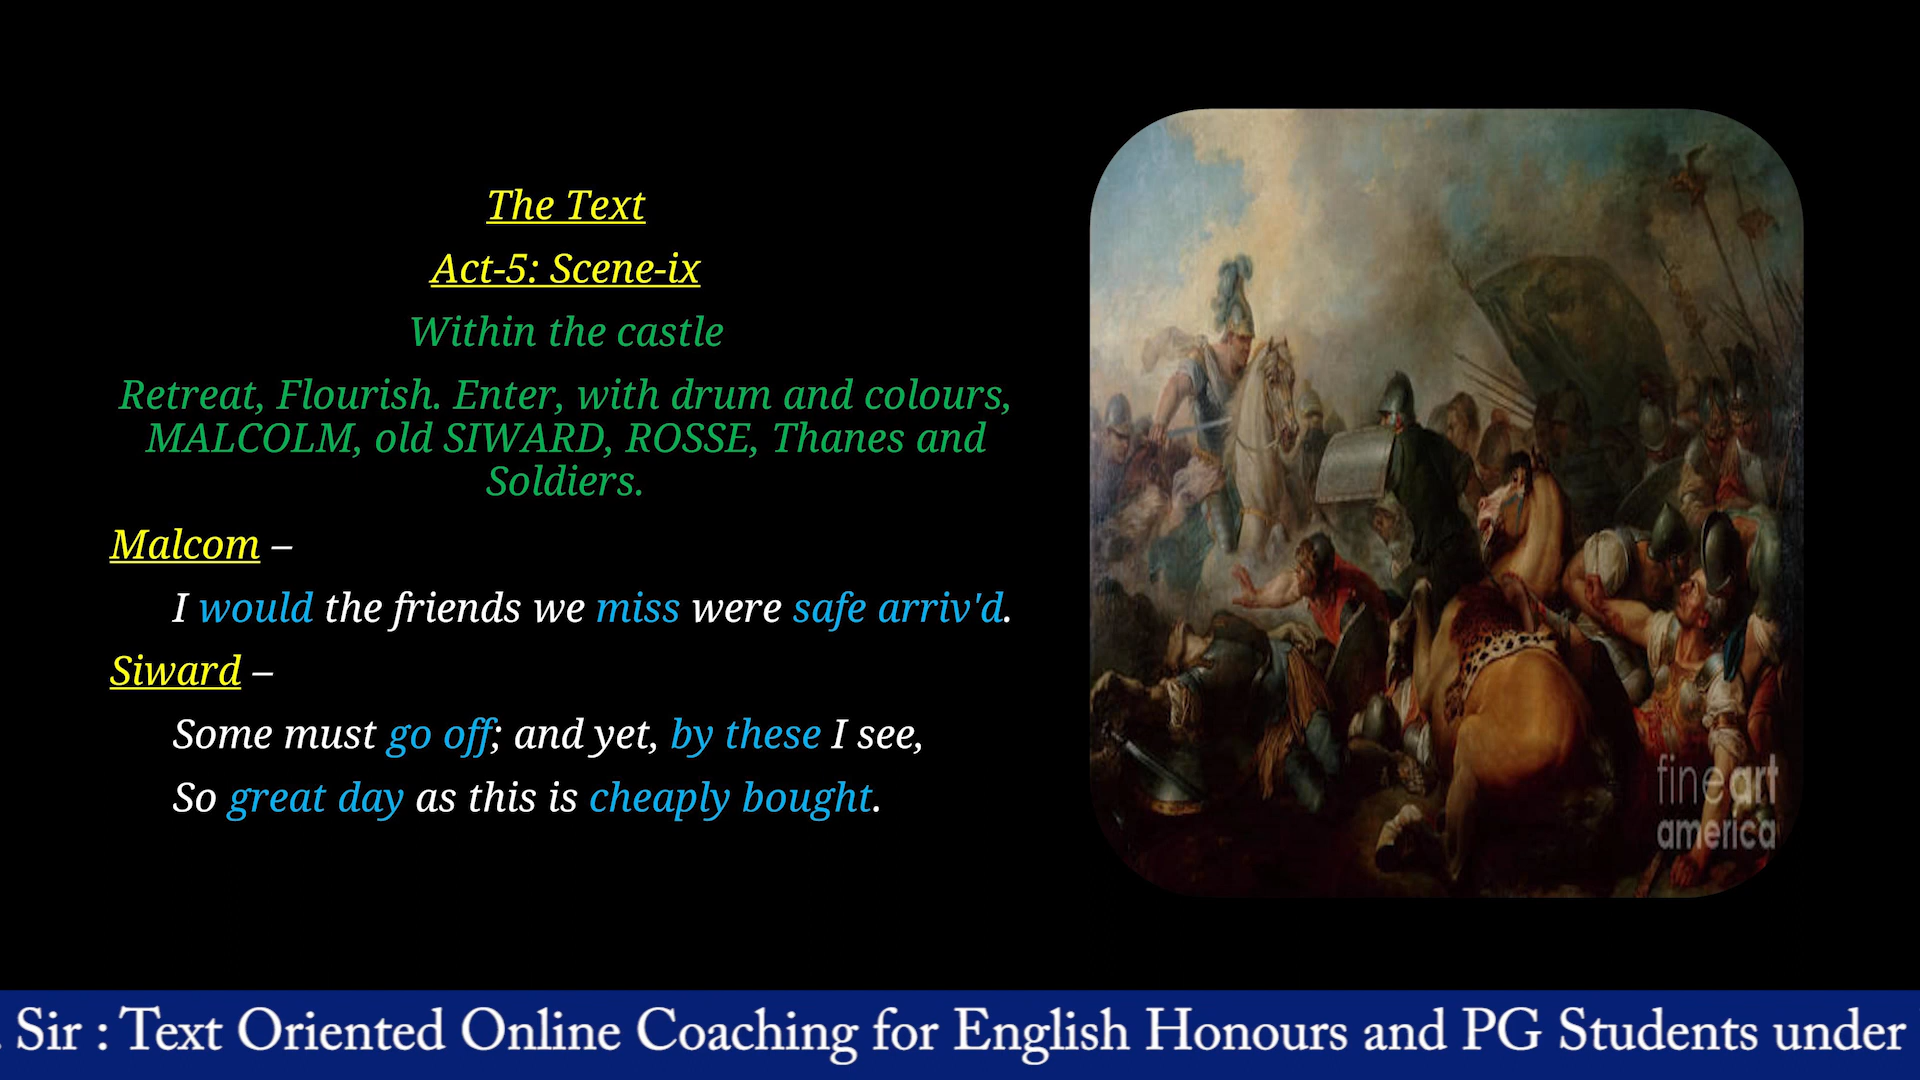 The Text
Act-5: Scene-ix
Within the castle
Retreat, Flourish. Enter, with drum and colours,
MALCOLM, old SIWARD, ROSSE, Thanes and
Soldiers.
Malcom –
I would the friends we miss were safe arriv'd.
Siward –
Some must go off; and yet, by these I see,
So great day as this is cheaply bought.
fineart
america
. Sir : Text Oriented Online Coaching for English Honours and PG Students under